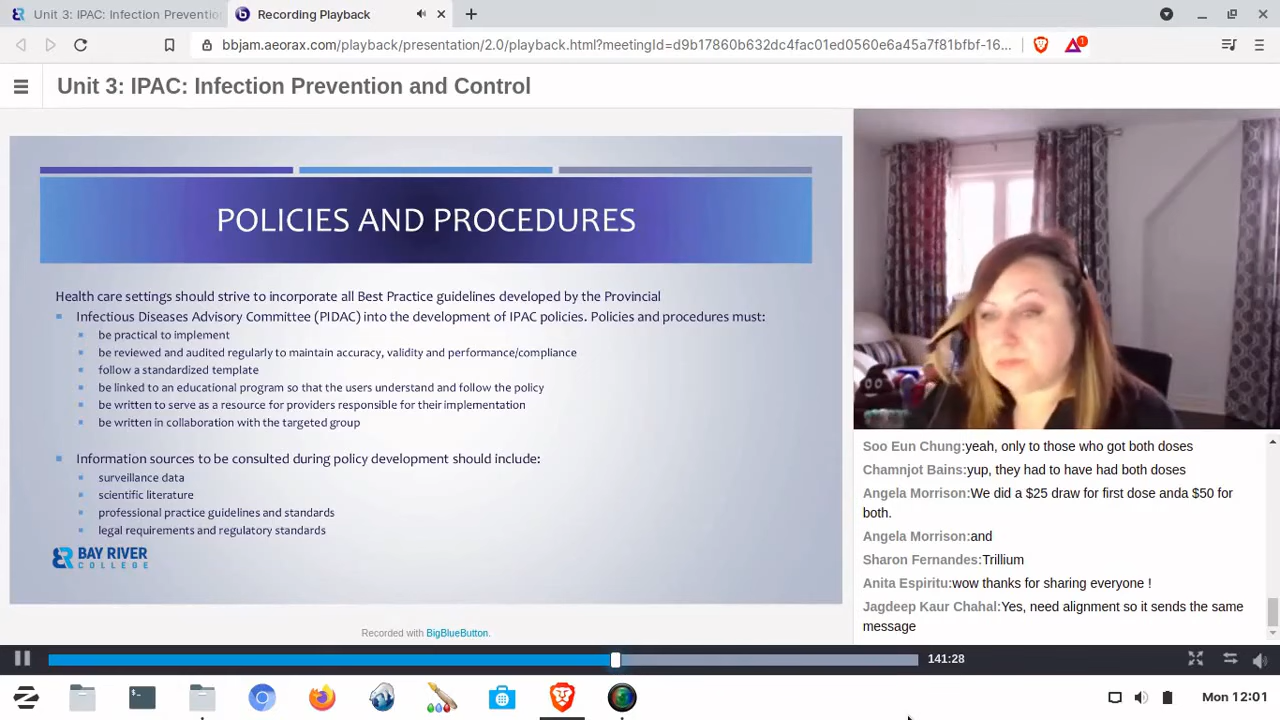 Unit 3: IPAC: Infection Preventio
Recording Playback
bbjam.aeorax.com/playback/presentation/2.0/playback.html?meetingId=d9b17860b632dc4fac01ed0560e6a45a7f81bfbf-16...
1
Unit 3: IPAC: Infection Prevention and Control
POLICIES AND PROCEDURES
Health care settings should strive to incorporate all Best Practice guidelines developed by the Provincial
Infectious Diseases Advisory Committee (PIDAC) into the development of IPAC policies. Policies and procedures must:
be practical to implement
be reviewed and audited regularly to maintain accuracy, validity and performance/compliance
follow a standardized template
be linked to an educational program so that the users understand and follow the policy
be written to serve as a resource for providers responsible for their implementation
be written in collaboration with the targeted group
Information sources to be consulted during policy development should include:
surveillance data
scientific literature
professional practice guidelines and standards
legal requirements and regulatory standards
BAY RIVER
COLLEGE
Recorded with BigBlueButton.
Soo Eun Chung:yeah, only to those who got both doses
Chamnjot Bains:yup, they had to have had both doses
Angela Morrison:We did a $25 draw for first dose anda $50 for
both.
Angela Morrison:and
Sharon Fernandes:Trillium
Anita Espiritu:wow thanks for sharing everyone !
Jagdeep Kaur Chahal:Yes, need alignment so it sends the same
message
141:28
Mon 12:01